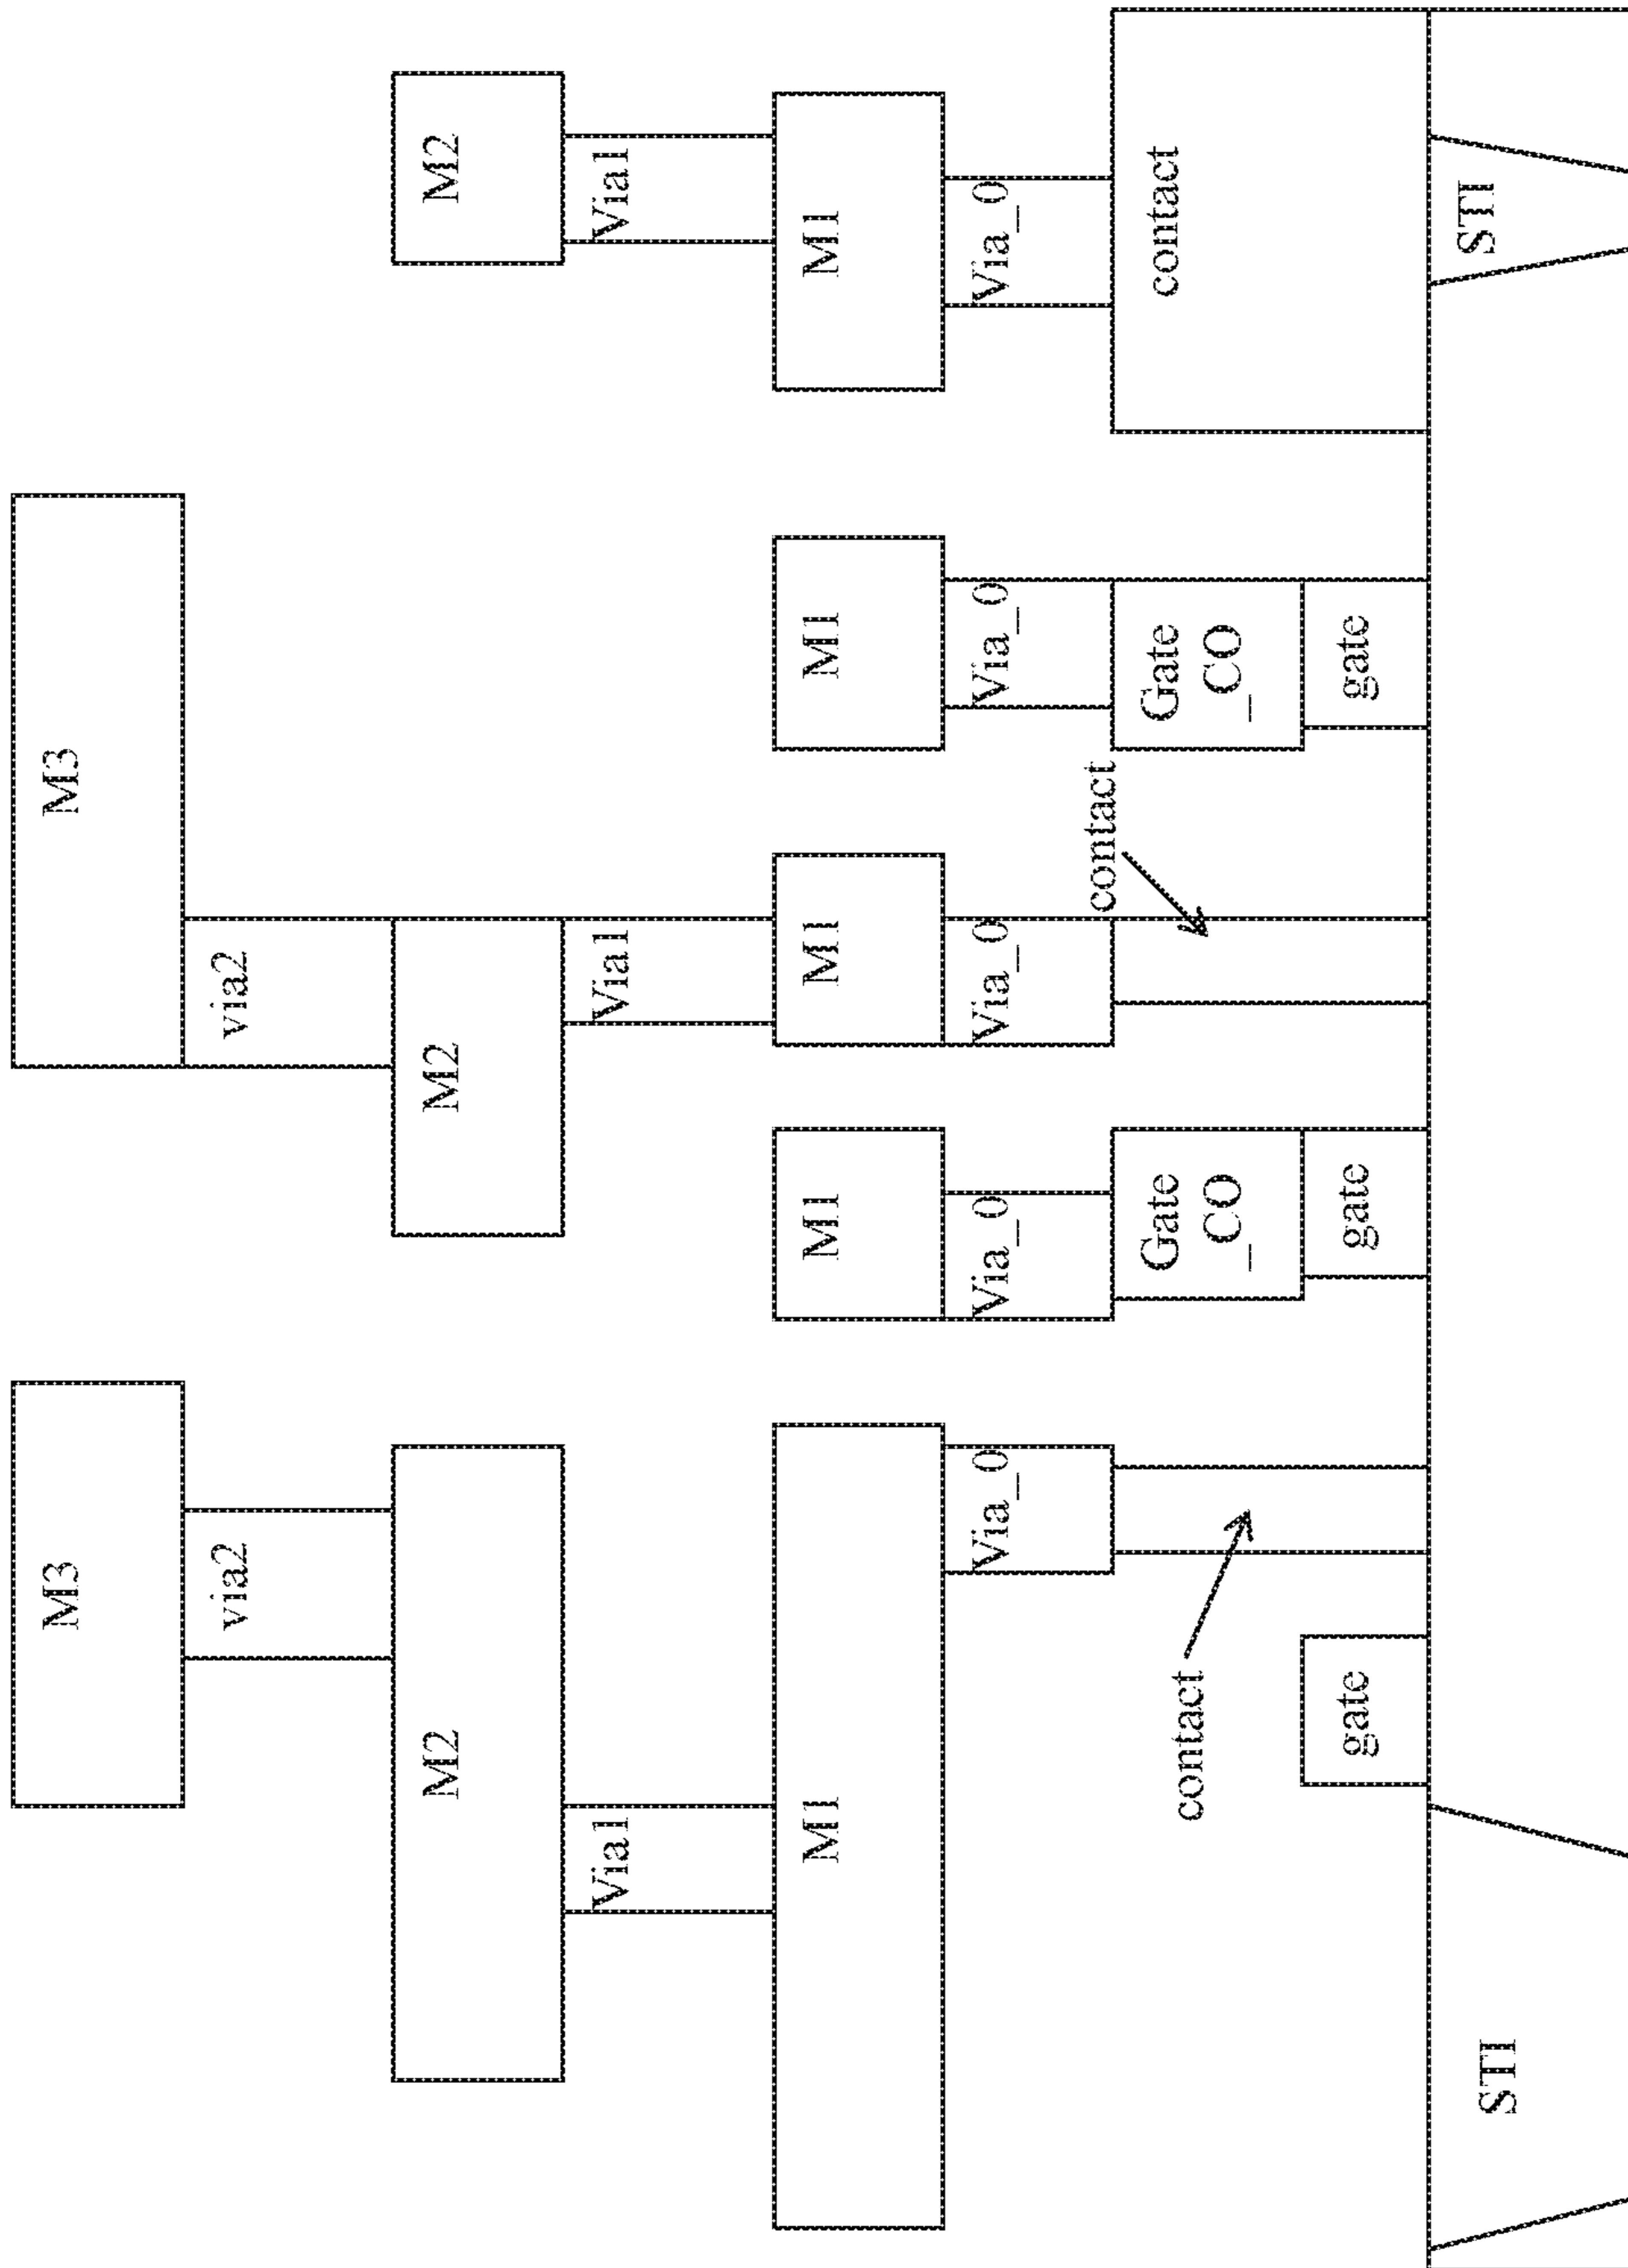 M3
M3
via2
via2
M2
M2
M2
Via1
Via1
Via1
M1
M1
M1
M1
M1
Via_0
Via_0
Via_0
Via_0
Via_0
contact
contact
Gate
_CO
Gate
_CO
contact
gate
gate
gate
STI
STI